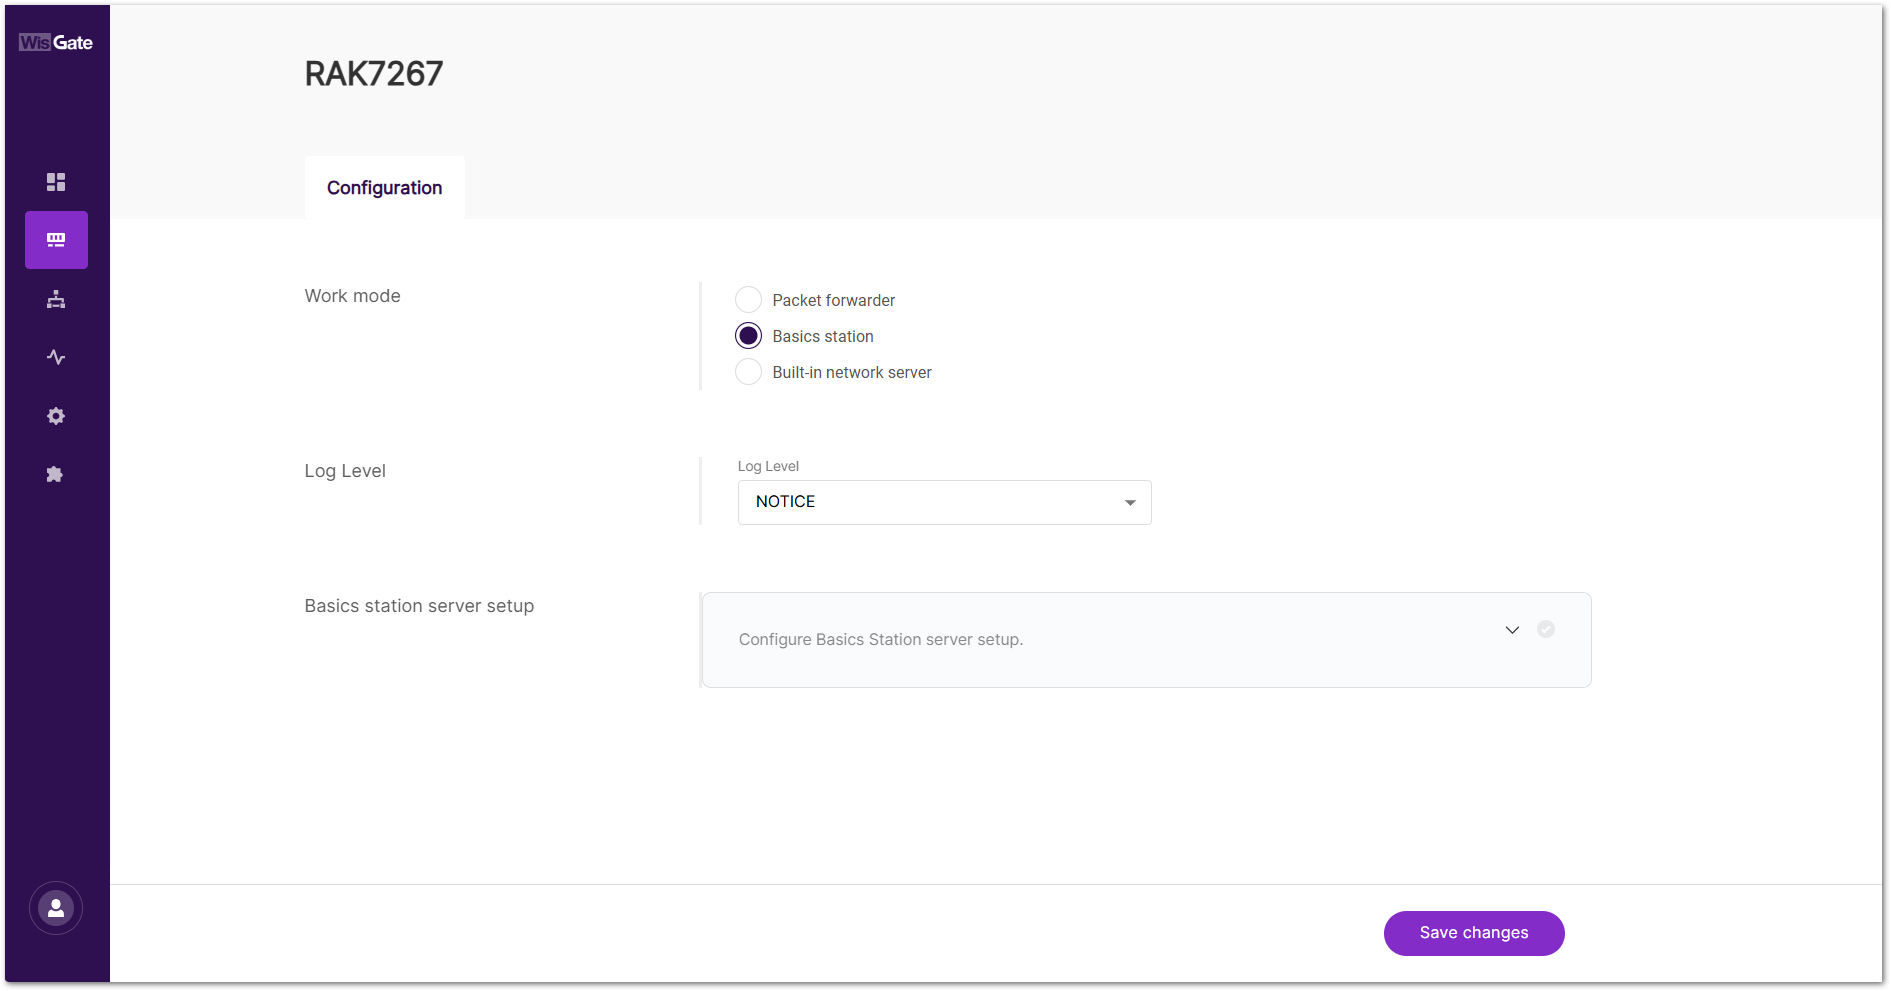 WisGate
RAK7267
Configuration
Work mode
Packet forwarder
Basics station
Built-in network server
Log Level
Log Level
NOTICE
Basics station server setup
Configure Basics Station server setup.
Save changes